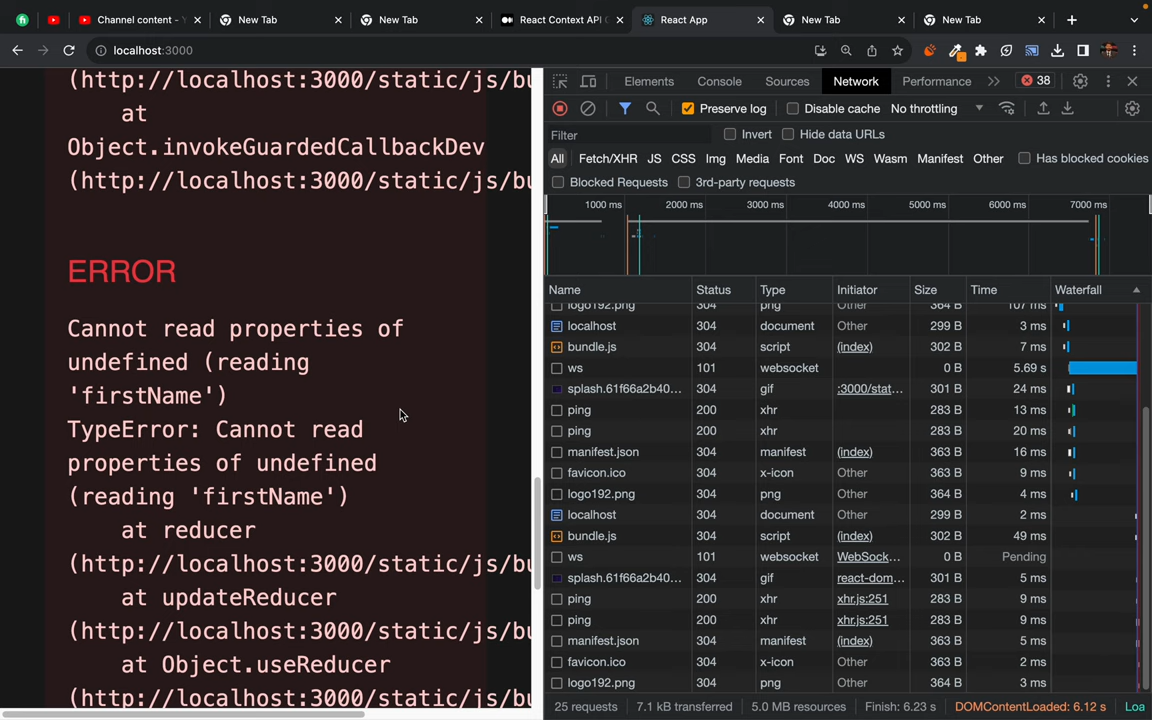 Channel content - Y
New Tab
New Tab
React Context API G
React App
New Tab
New Tab
localhost:3000
(http://localhost:3000/static/js/bu
at
Object.invokeGuardedCallbackDev
(http://localhost:3000/static/js/bu
ERROR
Cannot read properties of
undefined (reading
'firstName')
TypeError: Cannot read
properties of undefined
(reading 'firstName')
at reducer
(http://localhost:3000/static/js/bu
at updateReducer
(http://localhost:3000/static/js/bu
at Object.useReducer
(http://localhost:3000/static/js/bu
Elements Console Sources Network Performance 38
Preserve log Disable cache No throttling
Filter Invert Hide data URLs
All Fetch/XHR JS CSS Img Media Font Doc WS Wasm Manifest Other Has blocked cookies
Blocked Requests 3rd-party requests
1000 ms 2000 ms 3000 ms 4000 ms 5000 ms 6000 ms 7000 ms
Name Status Type Initiator Size Time Waterfall
logo192.png 304 png Other 364 B 107 ms
localhost 304 document Other 299 B 3 ms
bundle.js 304 script (index) 302 B 7 ms
ws 101 websocket 0 B 5.69 s
splash.61f66a2b40... 304 gif :3000/stat... 301 B 24 ms
ping 200 xhr 283 B 13 ms
ping 200 xhr 283 B 20 ms
manifest.json 304 manifest (index) 363 B 16 ms
favicon.ico 304 x-icon Other 363 B 9 ms
logo192.png 304 png Other 364 B 4 ms
localhost 304 document Other 299 B 2 ms
bundle.js 304 script (index) 302 B 49 ms
ws 101 websocket WebSock... 0 B Pending
splash.61f66a2b40... 304 gif react-dom... 301 B 5 ms
ping 200 xhr xhr.js:251 283 B 9 ms
ping 200 xhr xhr.js:251 283 B 9 ms
manifest.json 304 manifest (index) 363 B 5 ms
favicon.ico 304 x-icon Other 363 B 2 ms
logo192.png 304 png Other 364 B 3 ms
25 requests 7.1 kB transferred 5.0 MB resources Finish: 6.23 s DOMContentLoaded: 6.12 s Loa